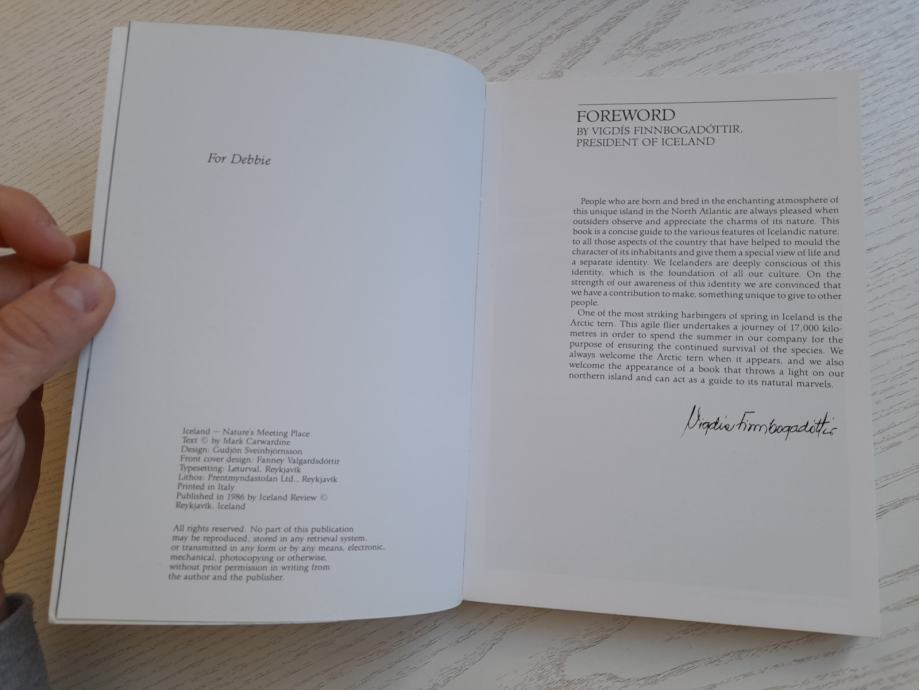 For Debbie
Iceland — Nature's Meeting Place
Text © by Mark Carwardine
Design: Gudjón Sveinbjörnsson
Front cover design: Fanney Valgardsdóttir
Typesetting: Leturval, Reykjavík
Lithos: Prentmyndastofan Ltd., Reykjavík
Printed in Italy
Published in 1986 by Iceland Review ©
Reykjavík, Iceland
All rights reserved. No part of this publication
may be reproduced, stored in any retrieval system,
or transmitted in any form or by any means, electronic,
mechanical, photocopying or otherwise,
without prior permission in writing from
the author and the publisher.
FOREWORD
BY VIGDÍS FINNBOGADÓTTIR,
PRESIDENT OF ICELAND
People who are born and bred in the enchanting atmosphere of
this unique island in the North Atlantic are always pleased when
outsiders observe and appreciate the charms of its nature. This
book is a concise guide to the various features of Icelandic nature,
to all those aspects of the country that have helped to mould the
character of its inhabitants and give them a special view of life and
a separate identity. We Icelanders are deeply conscious of this
identity, which is the foundation of all our culture. On the
strength of our awareness of this identity we are convinced that
we have a contribution to make, something unique to give to other
people.
One of the most striking harbingers of spring in Iceland is the
Arctic tern. This agile flier undertakes a journey of 17,000 kilo-
metres in order to spend the summer in our company for the
purpose of ensuring the continued survival of the species. We
always welcome the Arctic tern when it appears, and we also
welcome the appearance of a book that throws a light on our
northern island and can act as a guide to its natural marvels.
Vigdís Finnbogadóttir